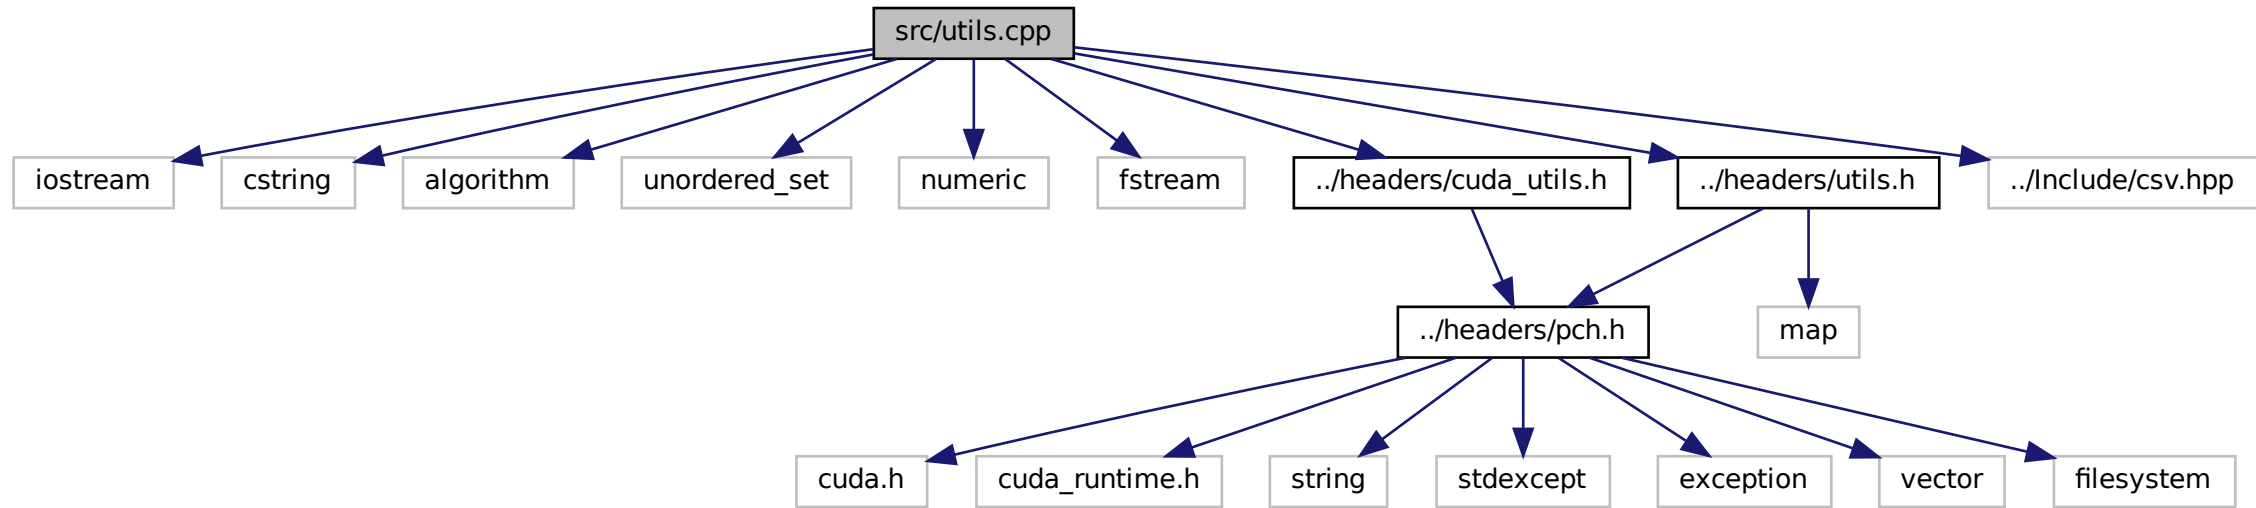 src/utils.cpp
iostream
cstring
algorithm
unordered_set
numeric
fstream
../headers/cuda_utils.h
../headers/utils.h
../Include/csv.hpp
../headers/pch.h
map
cuda.h
cuda_runtime.h
string
stdexcept
exception
vector
filesystem